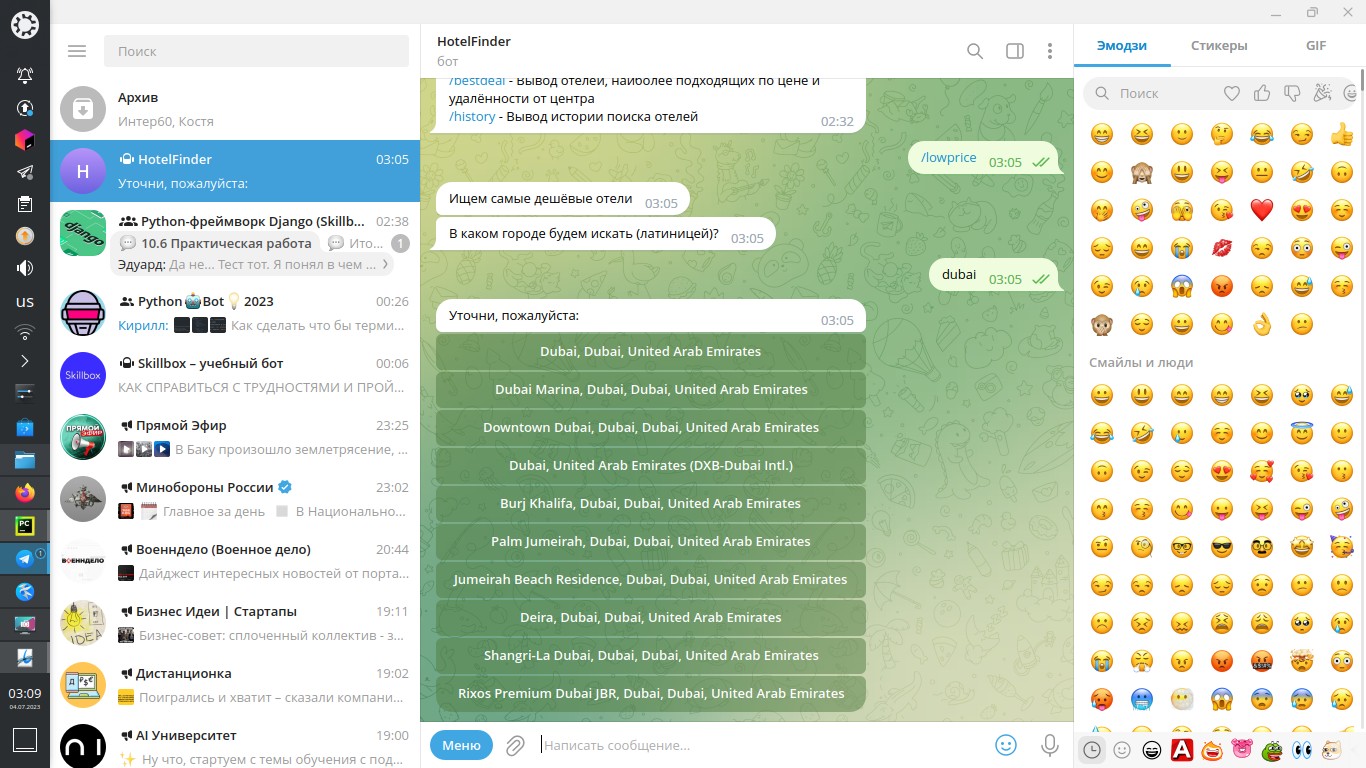 us
03:09
04.07.2023
Поиск
Архив
Интер60, Костя
H
HotelFinder 03:05
Уточни, пожалуйста:
django
Python-фреймворк Django (Skillb... 02:38
10.6 Практическая работа Ито... 1
Эдуард: Да не... Тест тот. Я понял в чем ...
Python Bot 2023 00:26
Кирилл: Как сделать что бы терми...
Skillbox
Skillbox – учебный бот 00:06
КАК СПРАВИТЬСЯ С ТРУДНОСТЯМИ И ПРОЙ...
ПРЯМОЙ ЭФИР
Прямой Эфир 23:25
В Баку произошло землетрясение, ...
Минобороны России 23:02
Главное за день В Национально...
ВОЕННДЕЛО
Военндело (Военное дело) 20:44
Дайджест интересных новостей от порта...
IDEA
Бизнес Идеи | Стартапы 19:11
Бизнес-совет: сплоченный коллектив - з...
Дистанционка 19:02
Поигрались и хватит – сказали компани...
AI Университет 19:00
Ну что, стартуем с темы обучения с под...
HotelFinder
бот
/bestdeal - Вывод отелей, наиболее подходящих по цене и
удалённости от центра
/history - Вывод истории поиска отелей 02:32
/lowprice 03:05
Ищем самые дешёвые отели 03:05
В каком городе будем искать (латиницей)? 03:05
dubai 03:05
Уточни, пожалуйста: 03:05
Dubai, Dubai, United Arab Emirates
Dubai Marina, Dubai, Dubai, United Arab Emirates
Downtown Dubai, Dubai, Dubai, United Arab Emirates
Dubai, United Arab Emirates (DXB-Dubai Intl.)
Burj Khalifa, Dubai, Dubai, United Arab Emirates
Palm Jumeirah, Dubai, Dubai, United Arab Emirates
Jumeirah Beach Residence, Dubai, Dubai, United Arab Emirates
Deira, Dubai, Dubai, United Arab Emirates
Shangri-La Dubai, Dubai, Dubai, United Arab Emirates
Rixos Premium Dubai JBR, Dubai, Dubai, United Arab Emirates
Меню
Написать сообщение...
Эмодзи Стикеры GIF
Поиск
Смайлы и люди